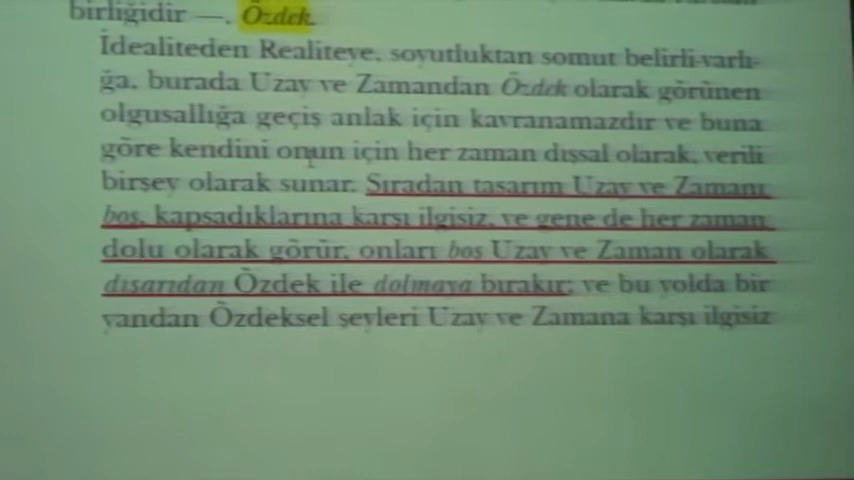 birliğidir —, Özdek.
İdealiteden Realiteye, soyutluktan somut belirli-varlı-
ğa, burada Uzay ve Zamandan Özdek olarak görünen
olgusallığa geçiş anlak için kavranamazdır ve buna
göre kendini onun için her zaman dışsal olarak, verili
birşey olarak sunar. Sıradan tasarım Uzay ve Zamanı
boş, kapsadıklarına karşı ilgisiz, ve gene de her zaman
dolu olarak görür, onları boş Uzay ve Zaman olarak
dışarıdan Özdek ile dolmaya bırakır; ve bu yolda bir
yandan Özdeksel şeyleri Uzay ve Zamana karşı ilgisiz